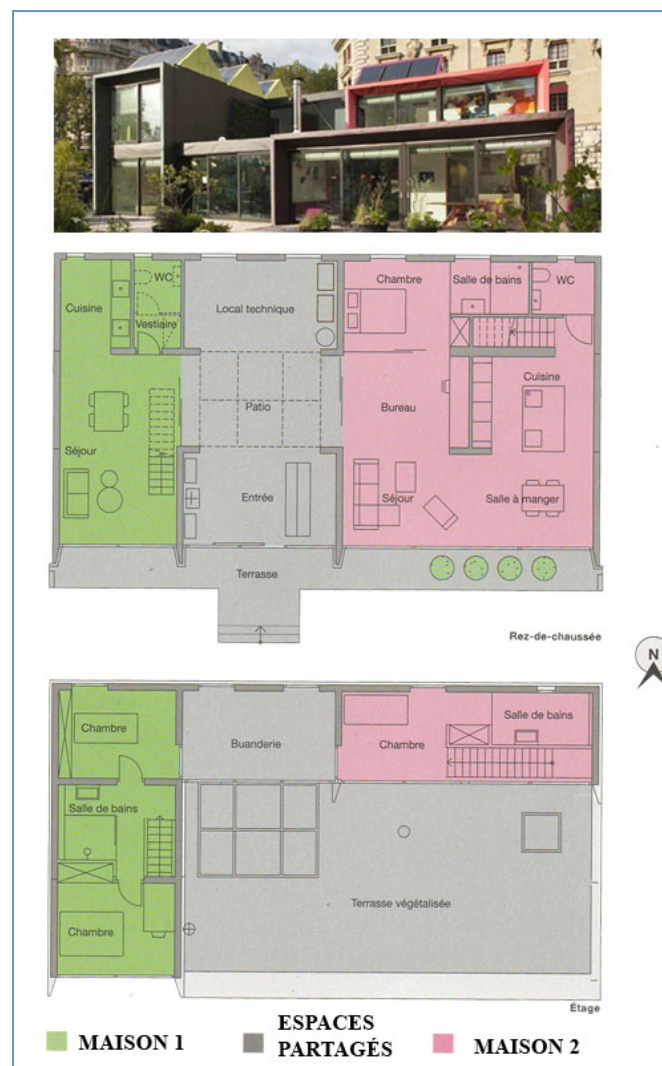 Cuisine
WC
Vestiaire
Séjour
Local technique
Patio
Entrée
Terrasse
Chambre
Salle de bains
WC
Cuisine
Bureau
Séjour
Salle à manger
Rez-de-chaussée
N
Chambre
Salle de bains
Chambre
Buanderie
Chambre
Salle de bains
Terrasse végétalisée
Étage
MAISON 1
ESPACES
PARTAGÉS
MAISON 2